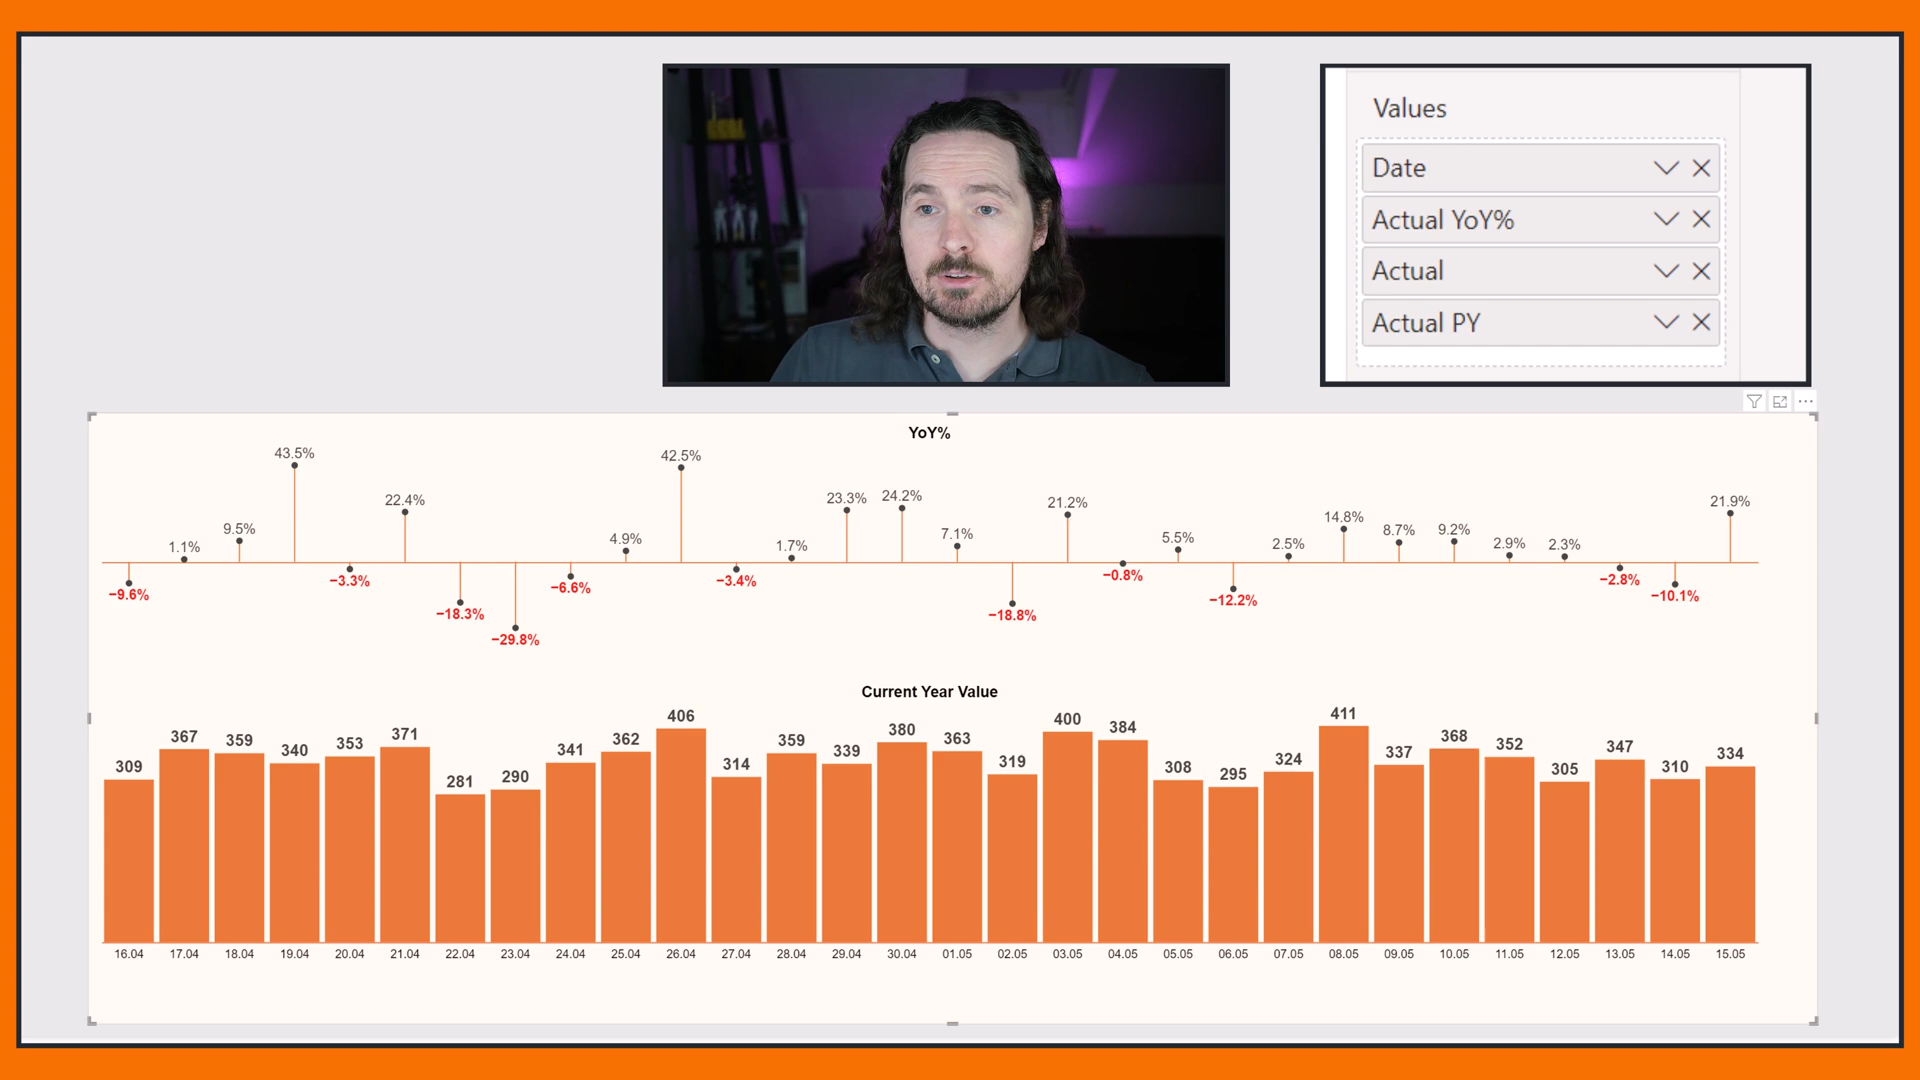 Values
Date
Actual YoY%
Actual
Actual PY
YoY%
−9.6% 1.1% 9.5% 43.5% −3.3% 22.4% −18.3% −29.8% −6.6% 4.9% 42.5% −3.4% 1.7% 23.3% 24.2% 7.1% −18.8% 21.2% −0.8% 5.5% −12.2% 2.5% 14.8% 8.7% 9.2% 2.9% 2.3% −2.8% −10.1% 21.9%
Current Year Value
309 367 359 340 353 371 281 290 341 362 406 314 359 339 380 363 319 400 384 308 295 324 411 337 368 352 305 347 310 334
16.04 17.04 18.04 19.04 20.04 21.04 22.04 23.04 24.04 25.04 26.04 27.04 28.04 29.04 30.04 01.05 02.05 03.05 04.05 05.05 06.05 07.05 08.05 09.05 10.05 11.05 12.05 13.05 14.05 15.05